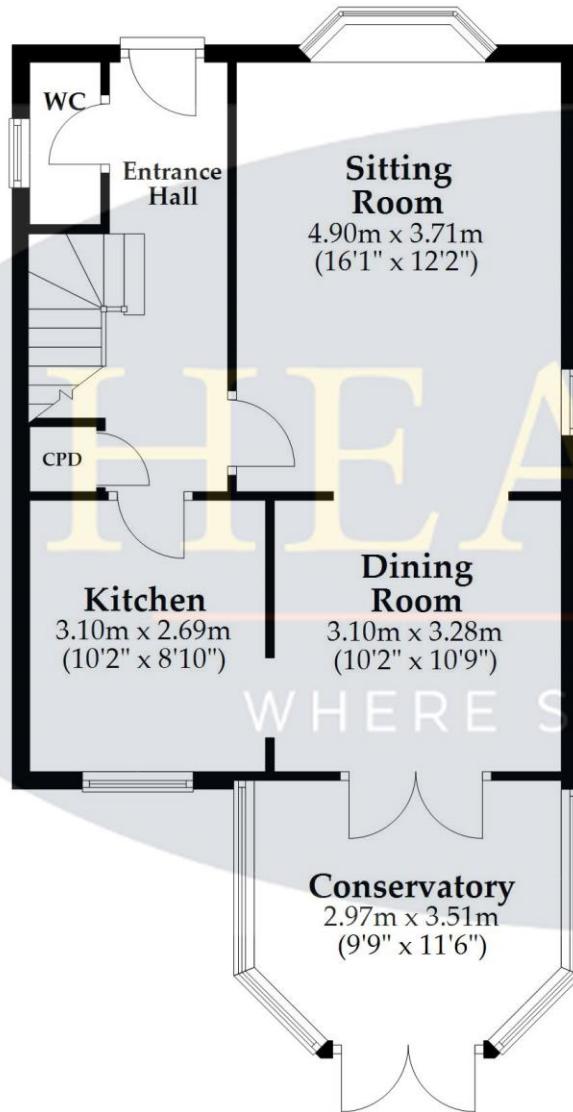 WC
Entrance
Hall
Sitting
Room
4.90m x 3.71m
(16'1" x 12'2")
CPD
HEA
Kitchen
3.10m x 2.69m
(10'2" x 8'10")
Dining
Room
3.10m x 3.28m
(10'2" x 10'9")
WHERE S
Conservatory
2.97m x 3.51m
(9'9" x 11'6")